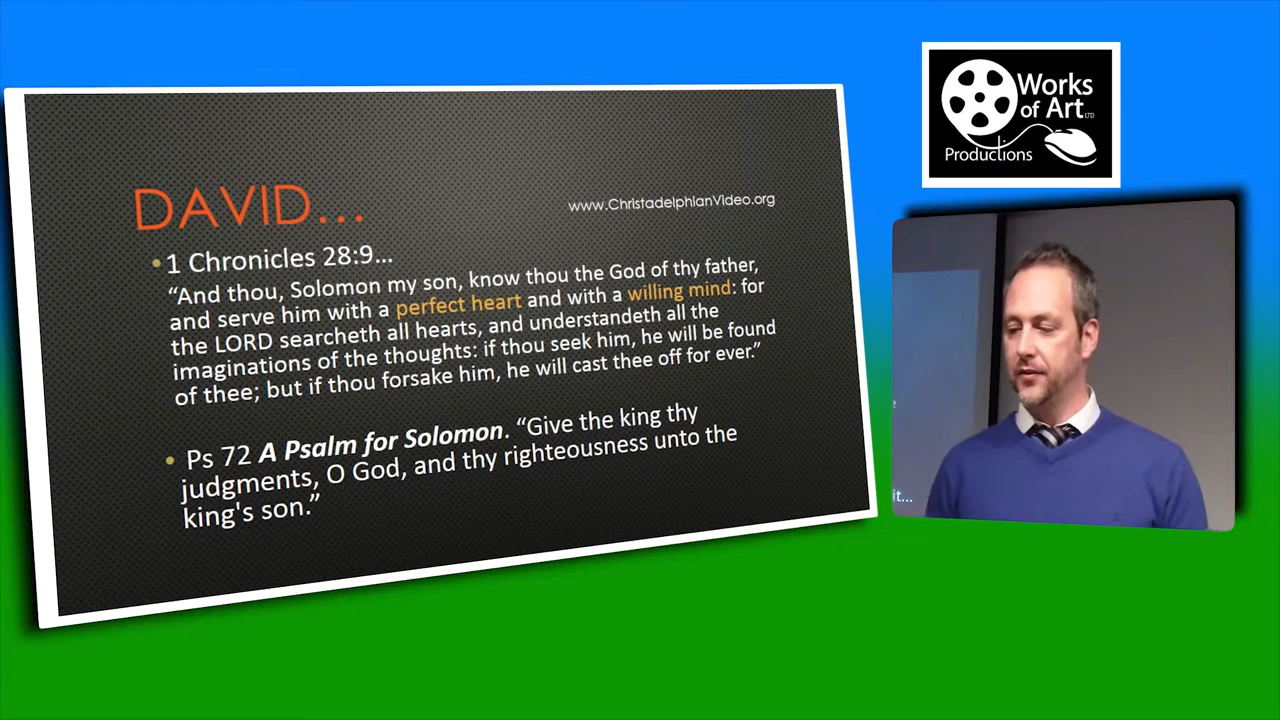 DAVID...
www.ChristadelphianVideo.org
•1 Chronicles 28:9...
“And thou, Solomon my son, know thou the God of thy father,
and serve him with a perfect heart and with a willing mind: for
the LORD searcheth all hearts, and understandeth all the
imaginations of the thoughts: if thou seek him, he will be found
of thee; but if thou forsake him, he will cast thee off for ever.”
• Ps 72 A Psalm for Solomon. “Give the king thy
judgments, O God, and thy righteousness unto the
king's son.”
Works
of Art LTD
Productions
it...